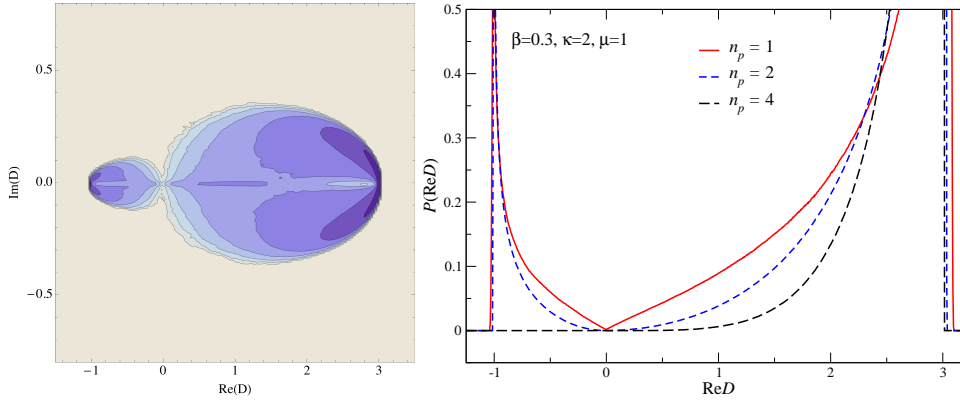 0.5
0.0
−0.5
Im(D)
−1
0
1
2
3
Re(D)
β=0.3, κ=2, μ=1
n_p = 1
n_p = 2
n_p = 4
0.5
0.4
0.3
0.2
0.1
0
P(ReD)
-1
0
1
2
3
ReD